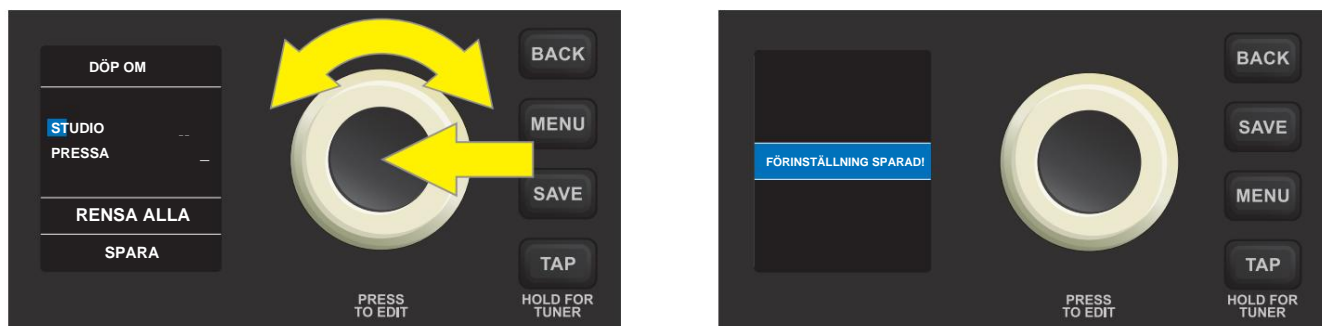 DÖP OM
STUDIO __
PRESSA _
RENSA ALLA
SPARA
BACK
MENU
SAVE
TAP
PRESS
TO EDIT
HOLD FOR
TUNER
FÖRINSTÄLLNING SPARAD!
BACK
SAVE
MENU
TAP
PRESS
TO EDIT
HOLD FOR
TUNER